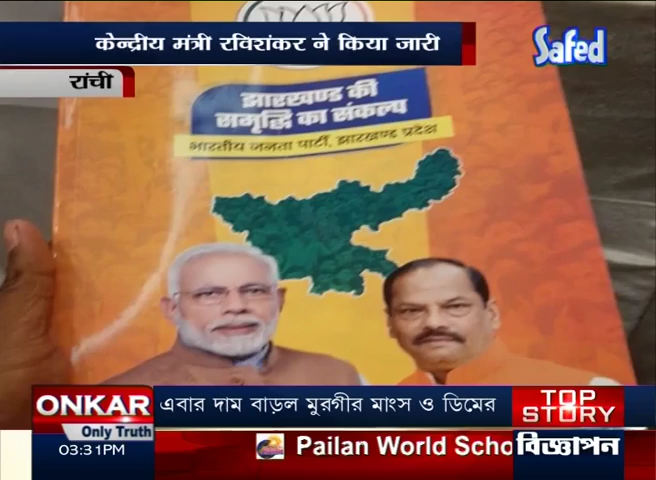 केन्द्रीय मंत्री रविशंकर ने किया जारी
Safed
रांची
झारखण्ड की
समृद्धि का संकल्प
भारतीय जनता पार्टी, झारखण्ड प्रदेश
ONKAR
Only Truth
এবার দাম বাড়ল মুরগীর মাংস ও ডিমের
TOP
STORY
03:31PM
Pailan World Scho
বিজ্ঞাপন